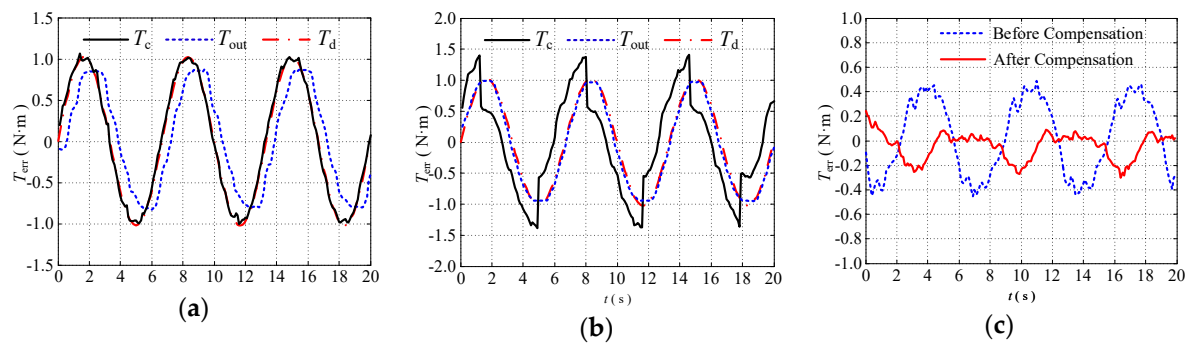 T_c T_out T_d
T_err ( N·m )
1.5
1.0
0.5
0
-0.5
-1.0
-1.5
0 2 4 6 8 10 12 14 16 18 20
(a)
T_c T_out T_d
T_err ( N·m )
2.0
1.5
1.0
0.5
0
-0.5
-1.0
-1.5
-2.0
0 2 4 6 8 10 12 14 16 18 20
t ( s )
(b)
Before Compensation
After Compensation
T_err ( N·m )
1.0
0.8
0.6
0.4
0.2
0
-0.2
-0.4
0.6
0.8
1.0
0 2 4 6 8 10 12 14 16 18 20
t ( s )
(c)